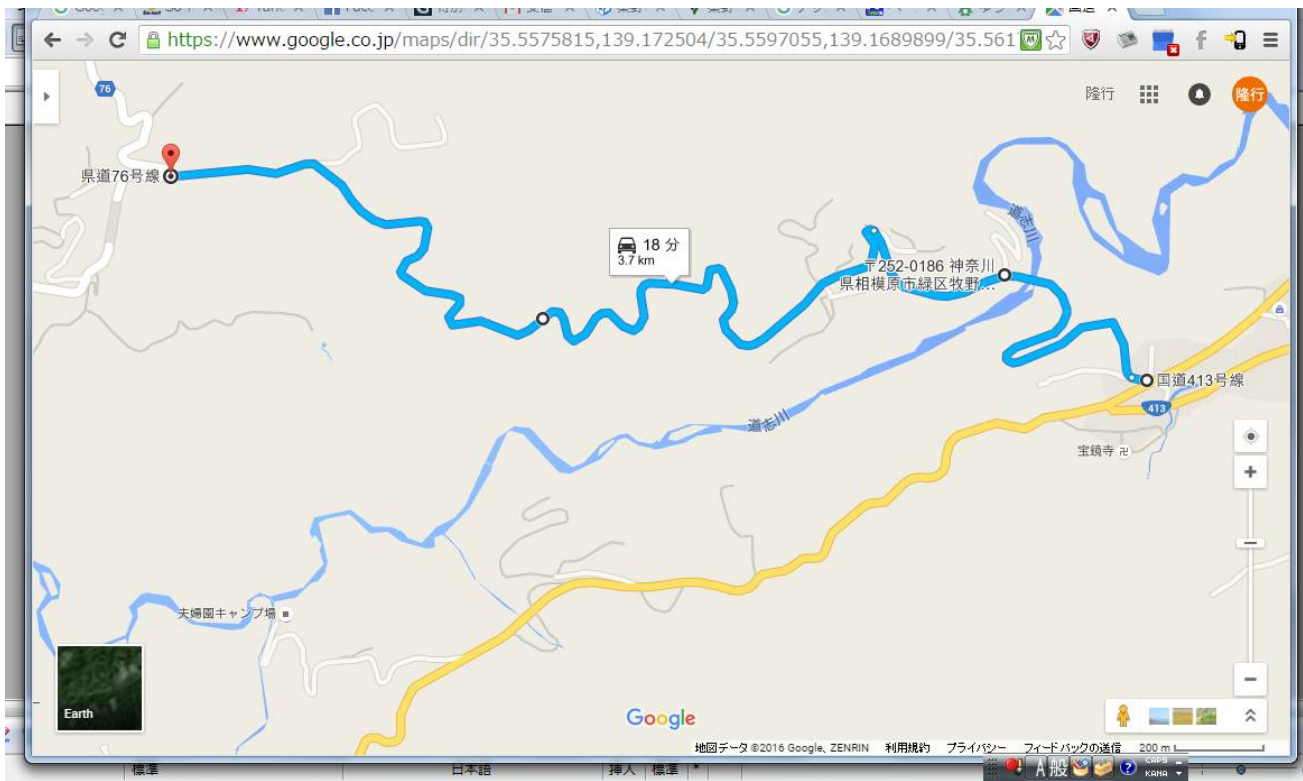 https://www.google.co.jp/maps/dir/35.5575815,139.172504/35.5597055,139.1689899/35.561
隆行
隆行
76
県道76号線
18 分
3.7 km
道志川
〒252-0186 神奈川
県相模原市緑区牧野...
国道413号線
413
道志川
宝鏡寺
夫婦園キャンプ場
Earth
Google
地図データ ©2016 Google、ZENRIN 利用規約 プライバシー フィードバックの送信 200 m
標準 日本語 挿入 標準
A 般
CAPS
KANA